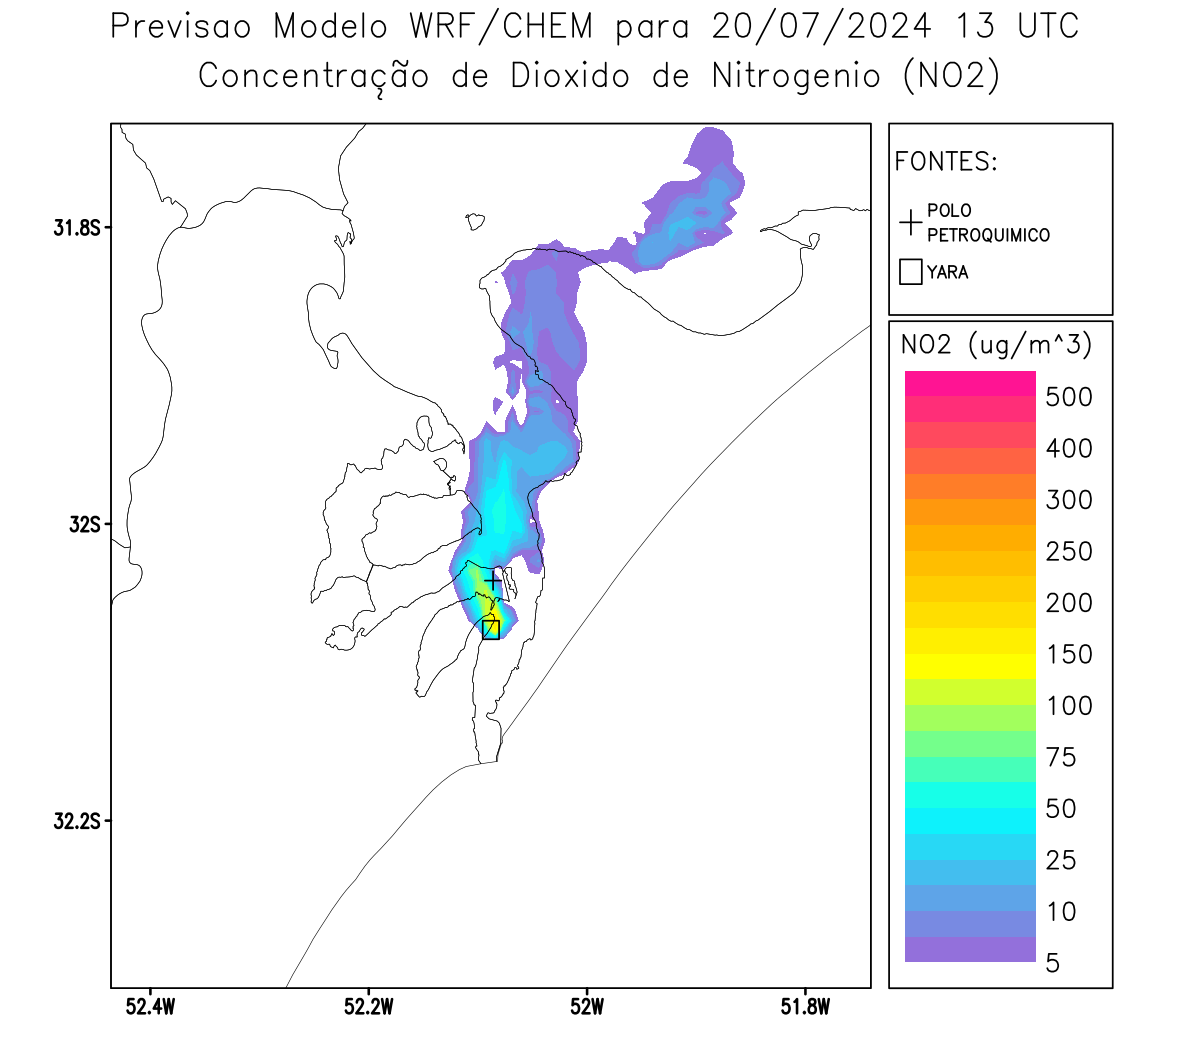 Previsao Modelo WRF/CHEM para 20/07/2024 13 UTC
Concentração de Dioxido de Nitrogenio (NO2)
FONTES:
POLO
PETROQUIMICO
YARA
NO2 (ug/m^3)
500
400
300
250
200
150
100
75
50
25
10
5
31.8S
32S
32.2S
52.4W
52.2W
52W
51.8W